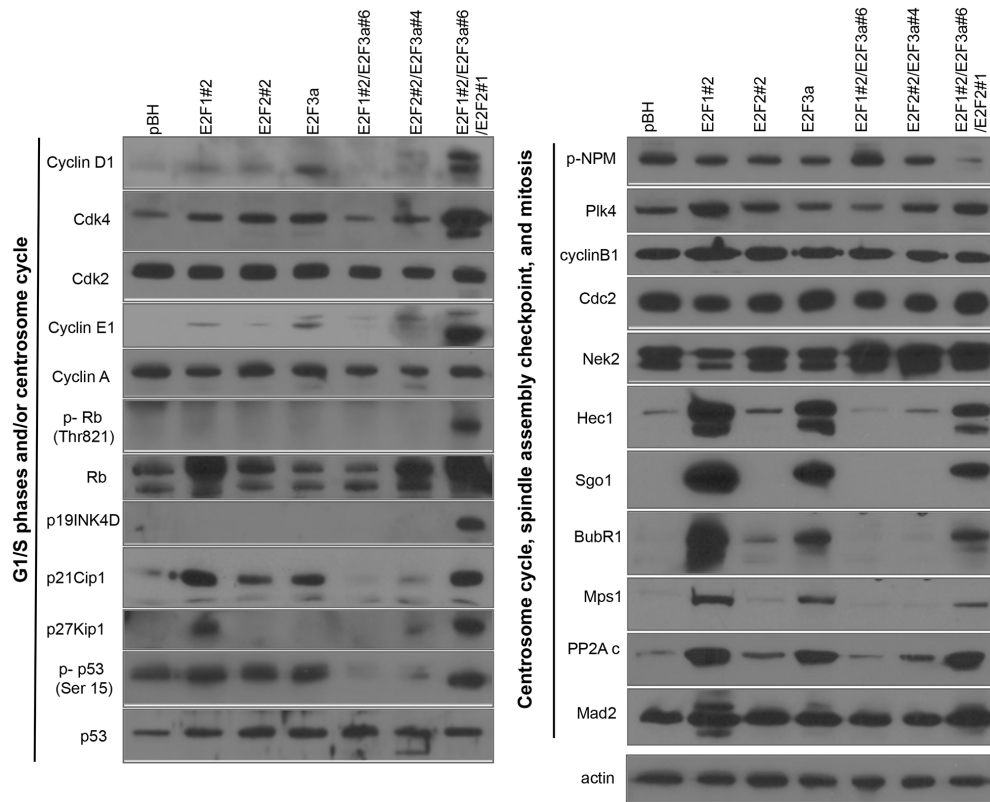 pBH
E2F1#2
E2F2#2
E2F3a
E2F1#2/E2F3a#6
E2F2#2/E2F3a#4
E2F1#2/E2F3a#6
/E2F2#1
G1/S phases and/or centrosome cycle
Cyclin D1
Cdk4
Cdk2
Cyclin E1
Cyclin A
p- Rb
(Thr821)
Rb
p19INK4D
p21Cip1
p27Kip1
p- p53
(Ser 15)
p53
pBH
E2F1#2
E2F2#2
E2F3a
E2F1#2/E2F3a#6
E2F2#2/E2F3a#4
E2F1#2/E2F3a#6
/E2F2#1
Centrosome cycle, spindle assembly checkpoint, and mitosis
p-NPM
Plk4
cyclinB1
Cdc2
Nek2
Hec1
Sgo1
BubR1
Mps1
PP2A c
Mad2
actin